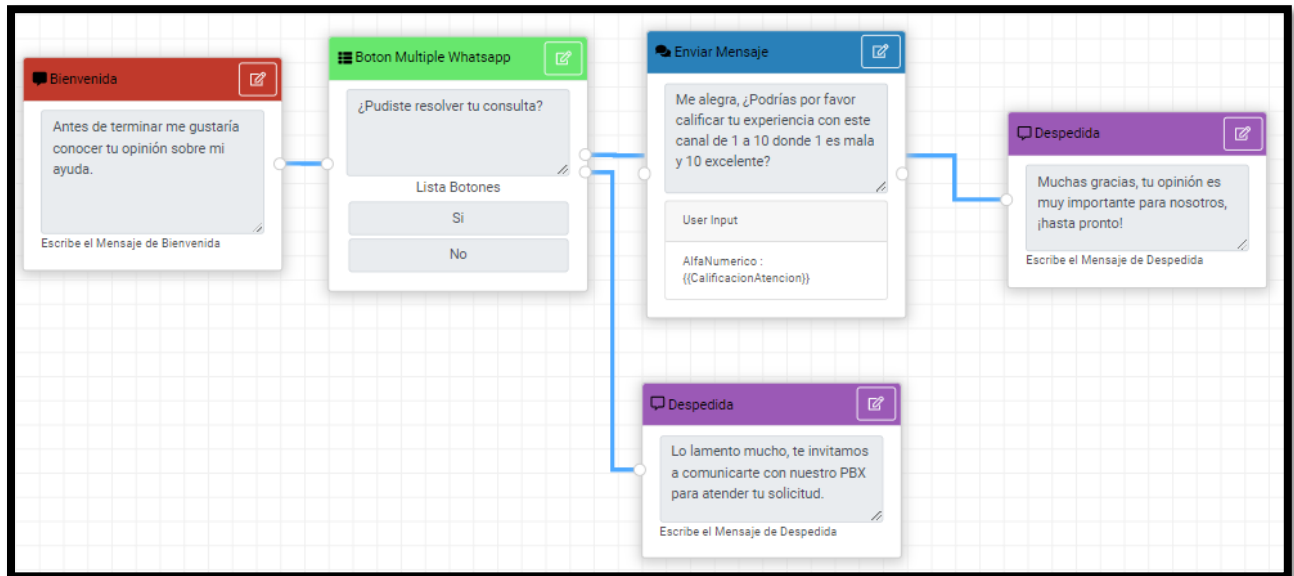 Bienvenida
Antes de terminar me gustaría
conocer tu opinión sobre mi
ayuda.
Escribe el Mensaje de Bienvenida
Boton Multiple Whatsapp
¿Pudiste resolver tu consulta?
Lista Botones
Si
No
Enviar Mensaje
Me alegra, ¿Podrías por favor
calificar tu experiencia con este
canal de 1 a 10 donde 1 es mala
y 10 excelente?
User Input
AlfaNumerico :
{{CalificacionAtencion}}
Despedida
Muchas gracias, tu opinión es
muy importante para nosotros,
¡hasta pronto!
Escribe el Mensaje de Despedida
Despedida
Lo lamento mucho, te invitamos
a comunicarte con nuestro PBX
para atender tu solicitud.
Escribe el Mensaje de Despedida